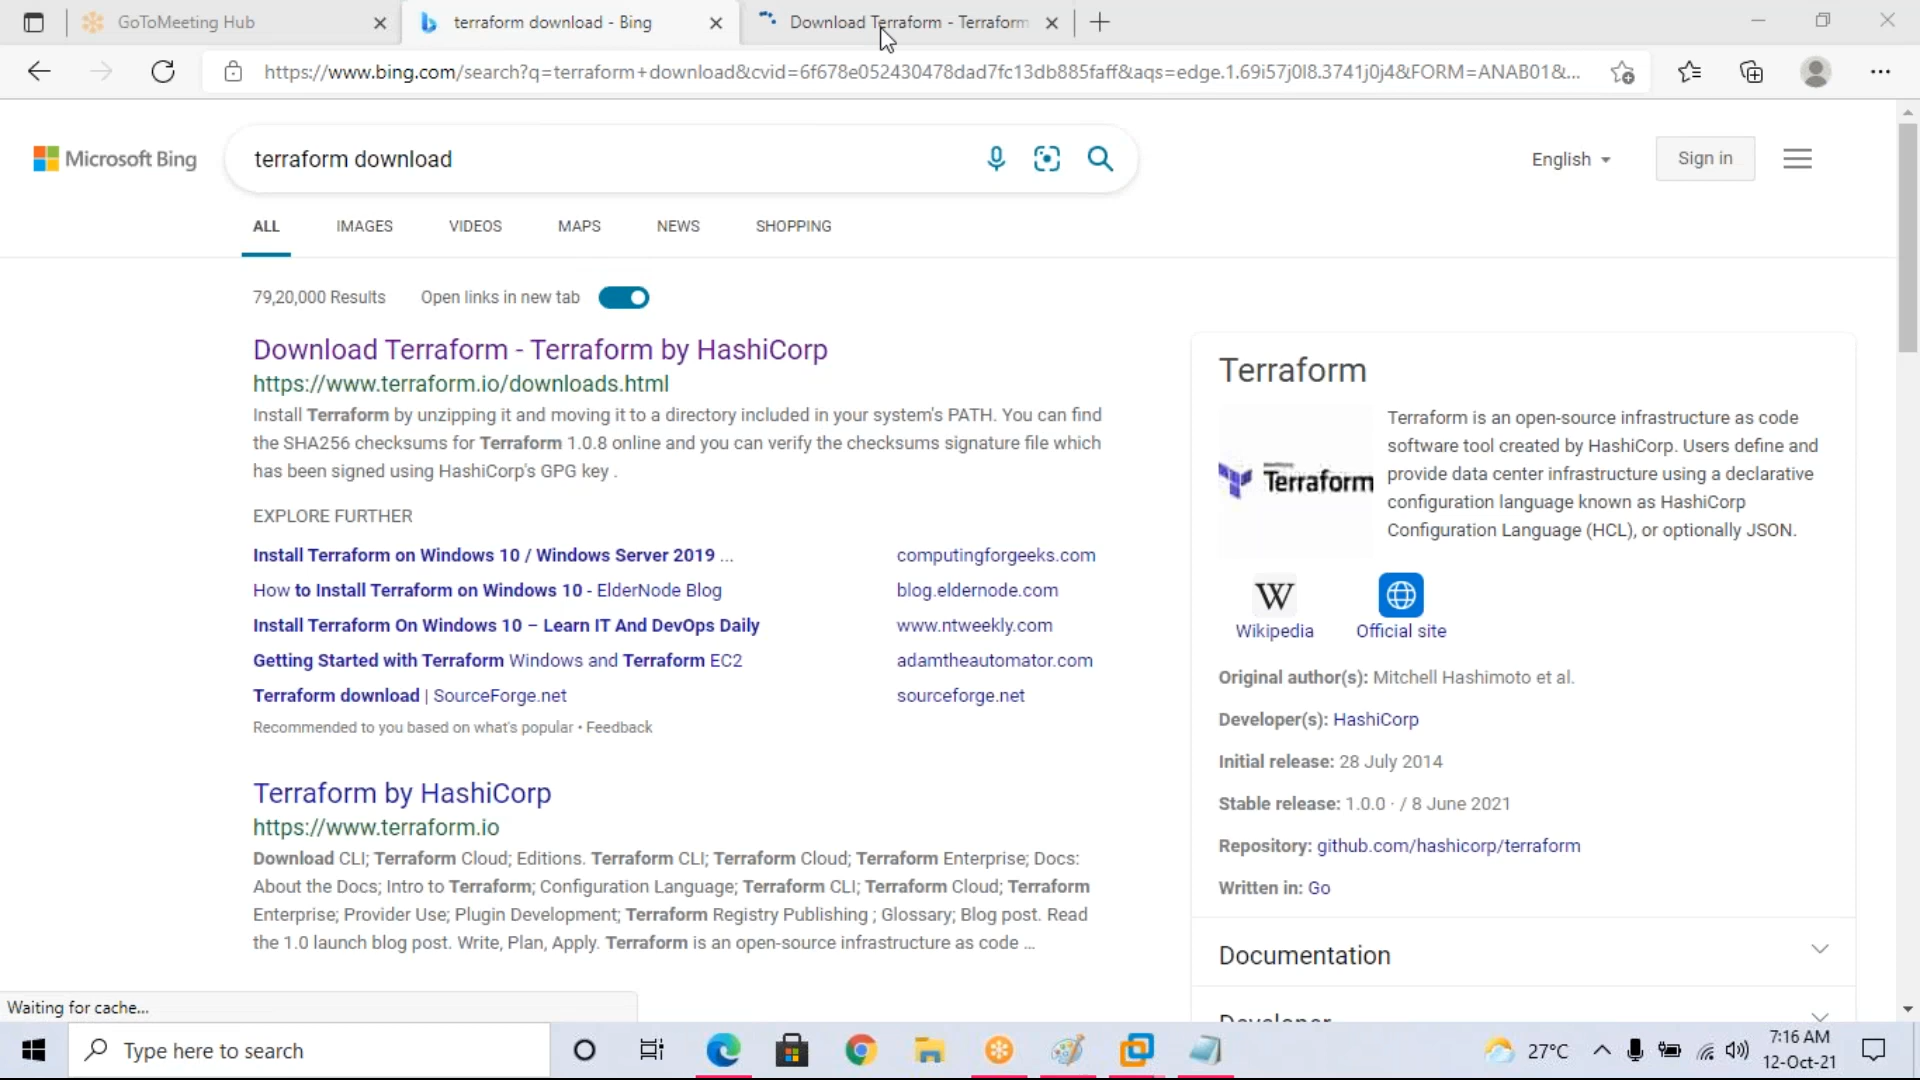 GoToMeeting Hub
terraform download - Bing
Download Terraform - Terraform
https://www.bing.com/search?q=terraform+download&cvid=6f678e052430478dad7fc13db885faff&aqs=edge.1.69i57j0l8.3741j0j4&FORM=ANAB01&...
Microsoft Bing
terraform download
English
Sign in
ALL
IMAGES
VIDEOS
MAPS
NEWS
SHOPPING
79,20,000 Results
Open links in new tab
Download Terraform - Terraform by HashiCorp
https://www.terraform.io/downloads.html
Install Terraform by unzipping it and moving it to a directory included in your system's PATH. You can find
the SHA256 checksums for Terraform 1.0.8 online and you can verify the checksums signature file which
has been signed using HashiCorp's GPG key .
EXPLORE FURTHER
Install Terraform on Windows 10 / Windows Server 2019 ...
computingforgeeks.com
How to Install Terraform on Windows 10 - ElderNode Blog
blog.eldernode.com
Install Terraform On Windows 10 – Learn IT And DevOps Daily
www.ntweekly.com
Getting Started with Terraform Windows and Terraform EC2
adamtheautomator.com
Terraform download | SourceForge.net
sourceforge.net
Recommended to you based on what's popular • Feedback
Terraform by HashiCorp
https://www.terraform.io
Download CLI; Terraform Cloud; Editions. Terraform CLI; Terraform Cloud; Terraform Enterprise; Docs:
About the Docs; Intro to Terraform; Configuration Language; Terraform CLI; Terraform Cloud; Terraform
Enterprise; Provider Use; Plugin Development; Terraform Registry Publishing ; Glossary; Blog post. Read
the 1.0 launch blog post. Write, Plan, Apply. Terraform is an open-source infrastructure as code ...
Terraform
Terraform
Terraform is an open-source infrastructure as code
software tool created by HashiCorp. Users define and
provide data center infrastructure using a declarative
configuration language known as HashiCorp
Configuration Language (HCL), or optionally JSON.
W
Wikipedia
Official site
Original author(s): Mitchell Hashimoto et al.
Developer(s): HashiCorp
Initial release: 28 July 2014
Stable release: 1.0.0 · / 8 June 2021
Repository: github.com/hashicorp/terraform
Written in: Go
Documentation
Developer
Waiting for cache...
Type here to search
27°C
7:16 AM
12-Oct-21